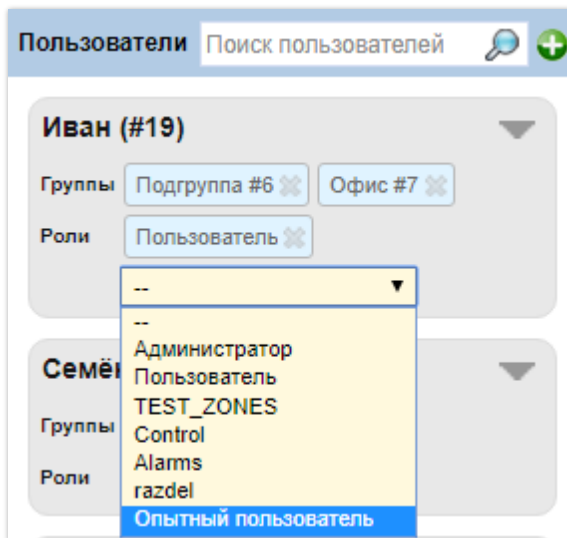 Пользователи Поиск пользователей
Иван (#19)
Группы Подгруппа #6 Офис #7
Роли Пользователь
--
--
Администратор
Пользователь
TEST_ZONES
Control
Alarms
razdel
Опытный пользователь
Группы
Роли